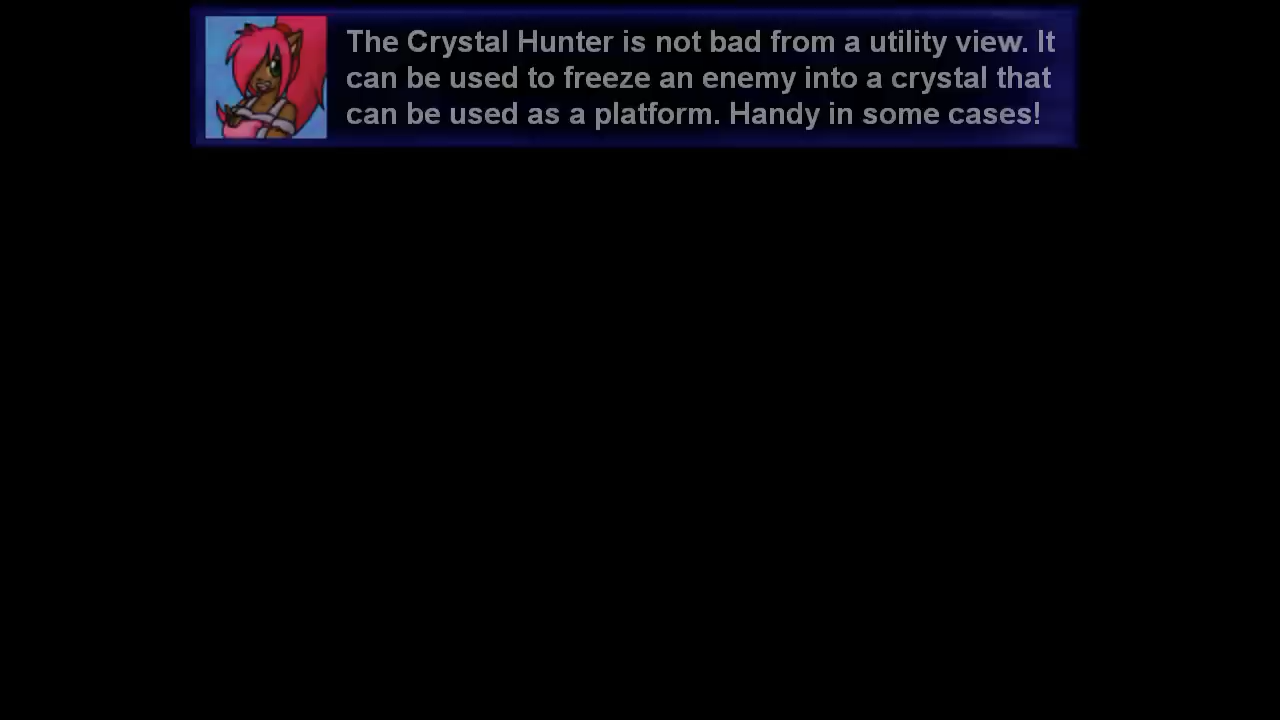 The Crystal Hunter is not bad from a utility view. It
can be used to freeze an enemy into a crystal that
can be used as a platform. Handy in some cases!